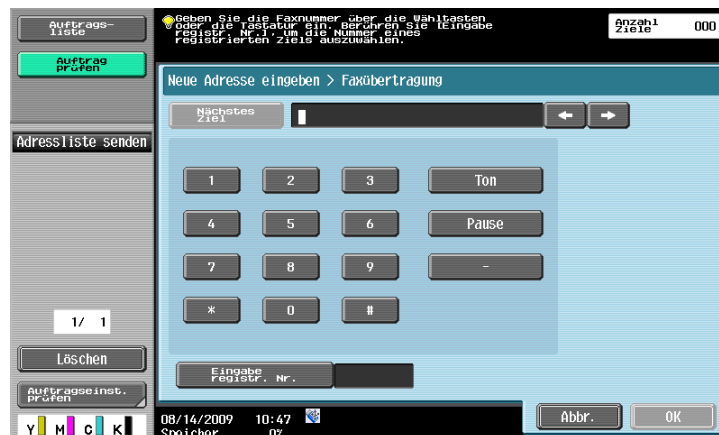 Auftrags-
liste
Auftrag
prüfen
Geben Sie die Faxnummer über die Wähltasten
oder die Tastatur ein. Berühren Sie [Eingabe
registr. Nr.], um die Nummer eines
registrierten Ziels auszuwählen.
Anzahl
Ziele
000
Neue Adresse eingeben > Faxübertragung
Nächstes
Ziel
Adressliste senden
1 2 3 Ton
4 5 6 Pause
7 8 9 -
* 0 #
1/ 1
Löschen
Eingabe
registr. Nr.
Auftragseinst.
prüfen
Abbr.
OK
Y M C K
08/14/2009 10:47
Speicher 0%